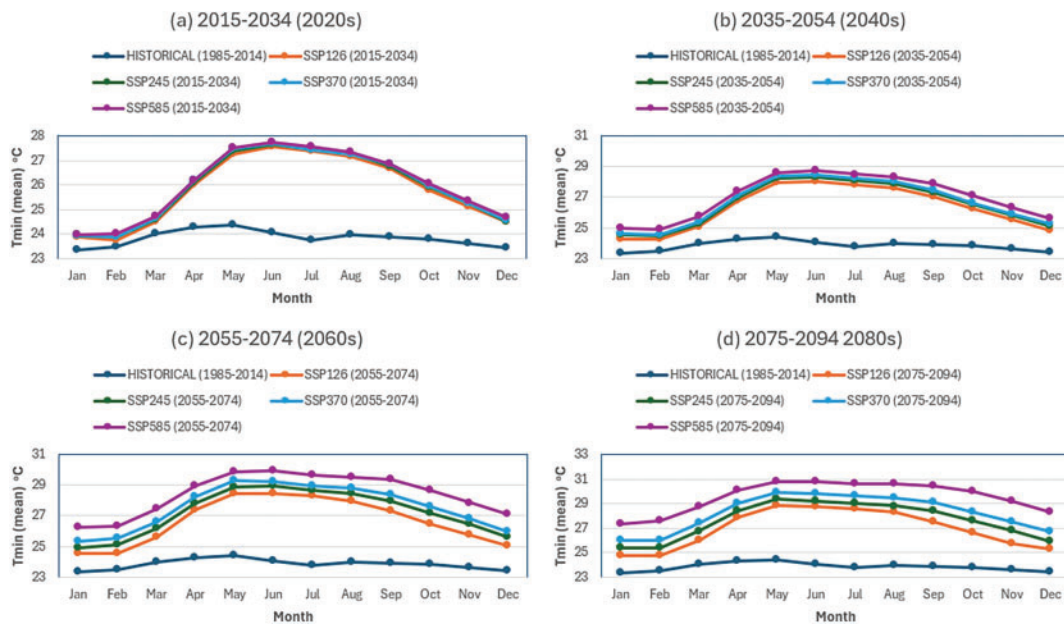 (a) 2015-2034 (2020s)
HISTORICAL (1985-2014) SSP126 (2015-2034)
SSP245 (2015-2034) SSP370 (2015-2034)
SSP585 (2015-2034)
Tmin (mean) °C
28
27
26
25
24
23
Jan Feb Mar Apr May Jun Jul Aug Sep Oct Nov Dec
Month
(b) 2035-2054 (2040s)
HISTORICAL (1985-2014) SSP126 (2035-2054)
SSP245 (2035-2054) SSP370 (2035-2054)
SSP585 (2035-2054)
Tmin (mean) °C
31
29
27
25
23
Jan Feb Mar Apr May Jun Jul Aug Sep Oct Nov Dec
Month
(c) 2055-2074 (2060s)
HISTORICAL (1985-2014) SSP126 (2055-2074)
SSP245 (2055-2074) SSP370 (2055-2074)
SSP585 (2055-2074)
Tmin (mean) °C
31
29
27
25
23
Jan Feb Mar Apr May Jun Jul Aug Sep Oct Nov Dec
Month
(d) 2075-2094 2080s)
HISTORICAL (1985-2014) SSP126 (2075-2094)
SSP245 (2075-2094) SSP370 (2075-2094)
SSP585 (2075-2094)
Tmin (mean) °C
33
31
29
27
25
23
Jan Feb Mar Apr May Jun Jul Aug Sep Oct Nov Dec
Month